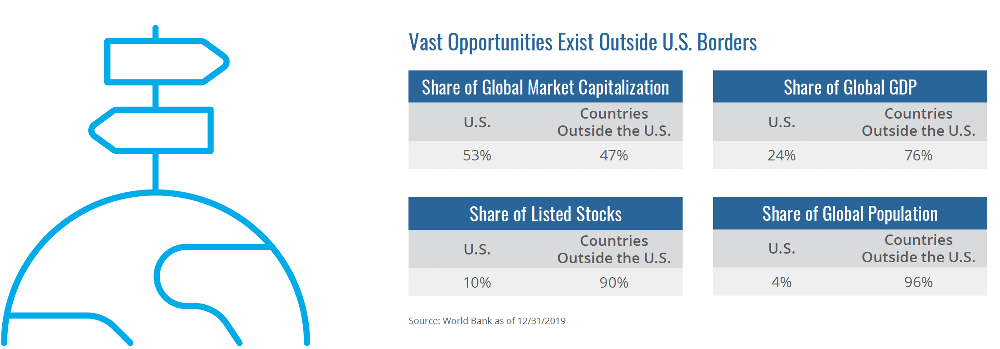 Vast Opportunities Exist Outside U.S. Borders
Share of Global Market Capitalization
U.S.
Countries
Outside the U.S.
53%
47%
Share of Global GDP
U.S.
Countries
Outside the U.S.
24%
76%
Share of Listed Stocks
U.S.
Countries
Outside the U.S.
10%
90%
Share of Global Population
U.S.
Countries
Outside the U.S.
4%
96%
Source: World Bank as of 12/31/2019